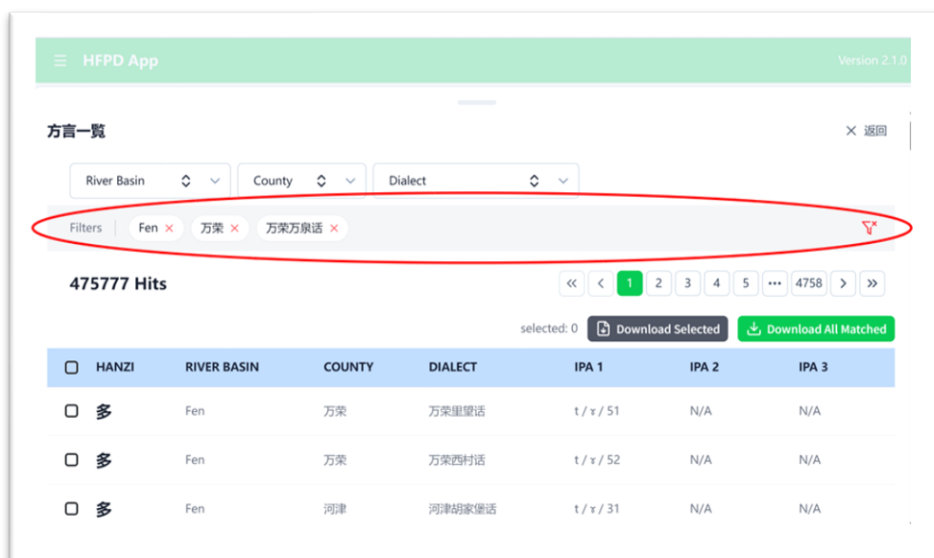 HFPD App Version 2.1.0
方言一覧
× 返回
River Basin County Dialect
Filters Fen × 万荣 × 万荣万泉话 ×
475777 Hits « < 1 2 3 4 5 ••• 4758 > »
selected: 0 Download Selected Download All Matched
HANZI RIVER BASIN COUNTY DIALECT IPA 1 IPA 2 IPA 3
多 Fen 万荣 万荣里望话 t / ɤ / 51 N/A N/A
多 Fen 万荣 万荣西村话 t / ɤ / 52 N/A N/A
多 Fen 河津 河津胡家堡话 t / ɤ / 31 N/A N/A